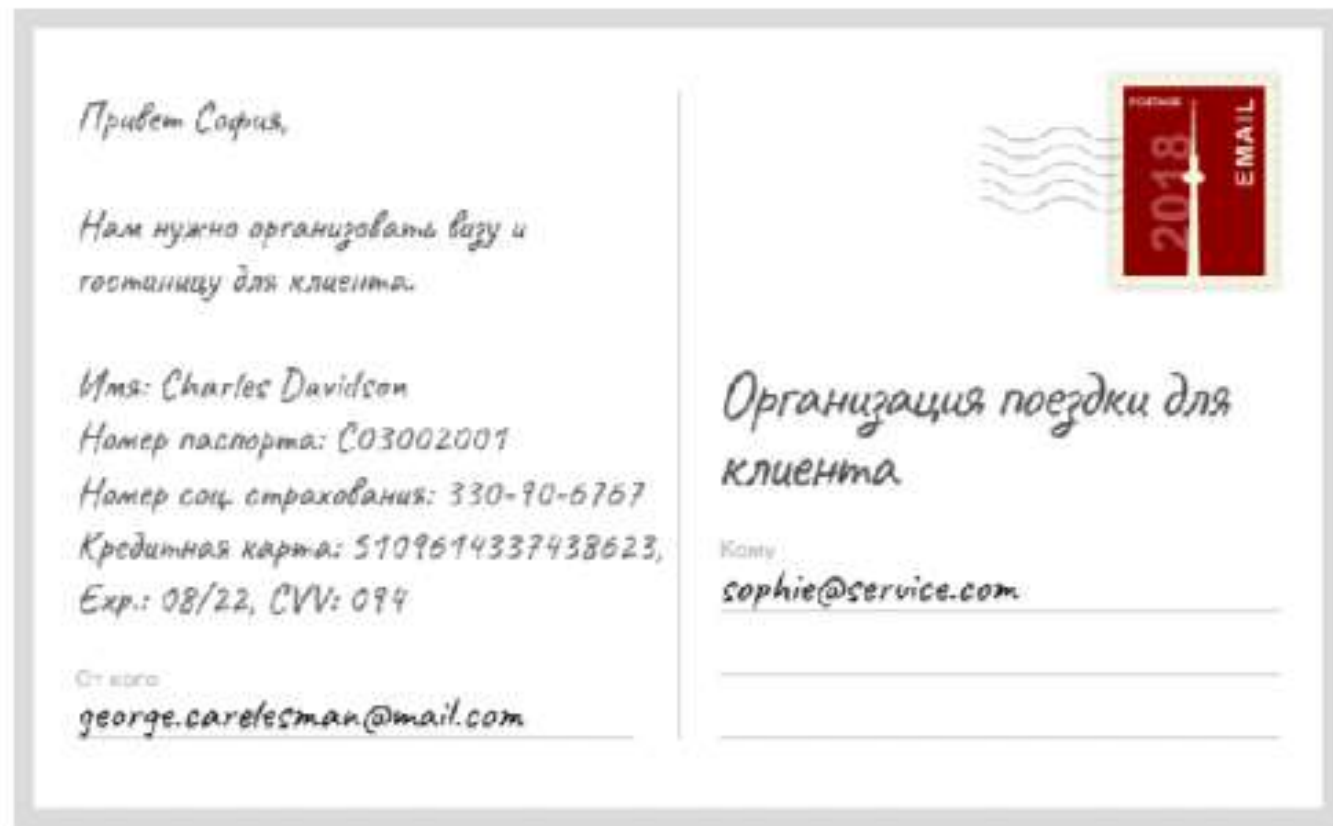 Привет София,
Нам нужно организовать визу и
гостиницу для клиента.
Имя: Charles Davidson
Номер паспорта: C03002001
Номер соц. страхования: 330-90-6767
Кредитная карта: 5109614337438623,
Exp.: 08/22, CVV: 094
От кого
george.carelesman@mail.com
POSTAGE
2018
EMAIL
Организация поездки для
клиента
Кому
sophie@service.com